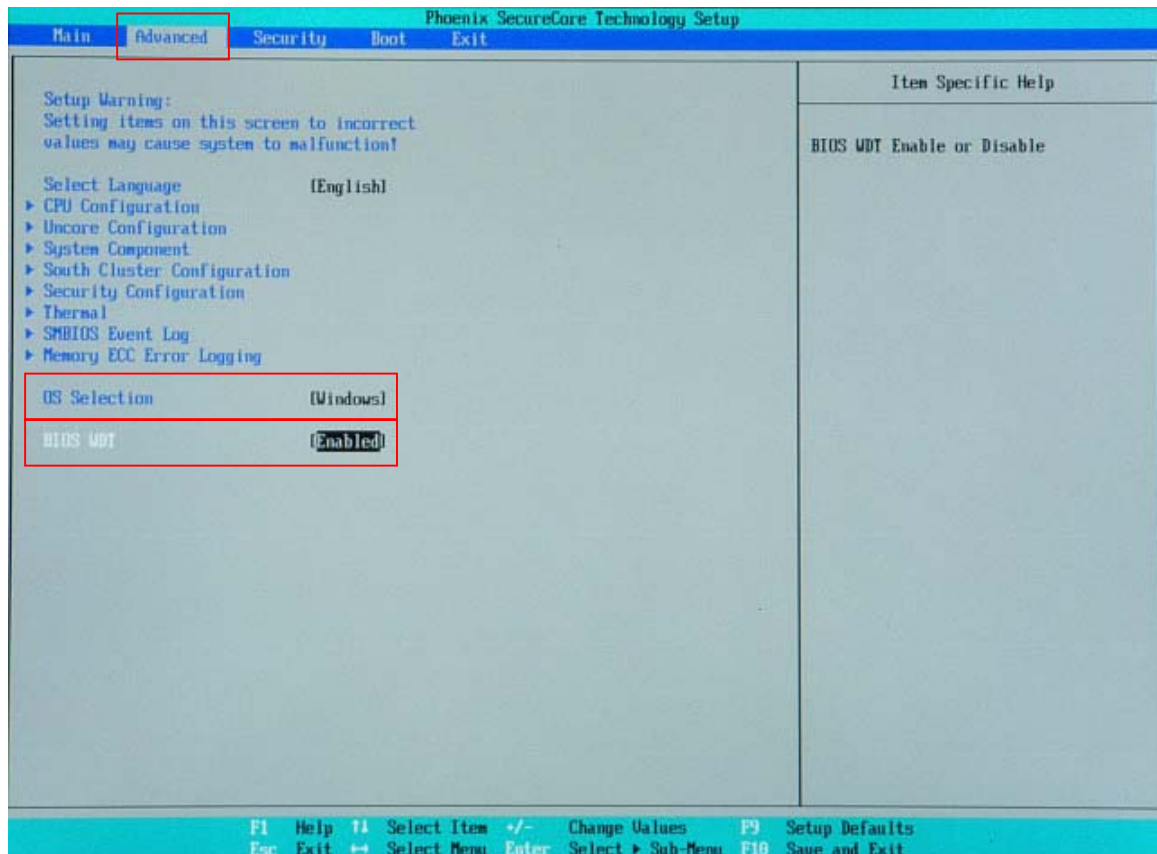 Phoenix SecureCore Technology Setup
Main Advanced Security Boot Exit
Item Specific Help
Setup Warning:
Setting items on this screen to incorrect
values may cause system to malfunction!
BIOS WDT Enable or Disable
Select Language [English]
▶ CPU Configuration
▶ Uncore Configuration
▶ System Component
▶ South Cluster Configuration
▶ Security Configuration
▶ Thermal
▶ SMBIOS Event Log
▶ Memory ECC Error Logging
OS Selection [Windows]
BIOS WDT [Enabled]
F1 Help ↑↓ Select Item +/- Change Values F9 Setup Defaults
Esc Exit ↔ Select Menu Enter Select ▶ Sub-Menu F10 Save and Exit